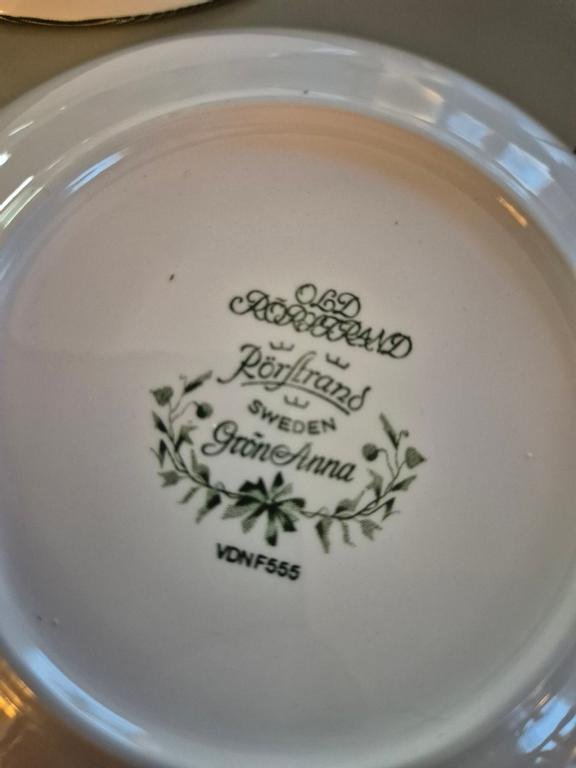 OLD
RÖRSTRAND
Rörstrand
SWEDEN
Grön Anna
VDNF555